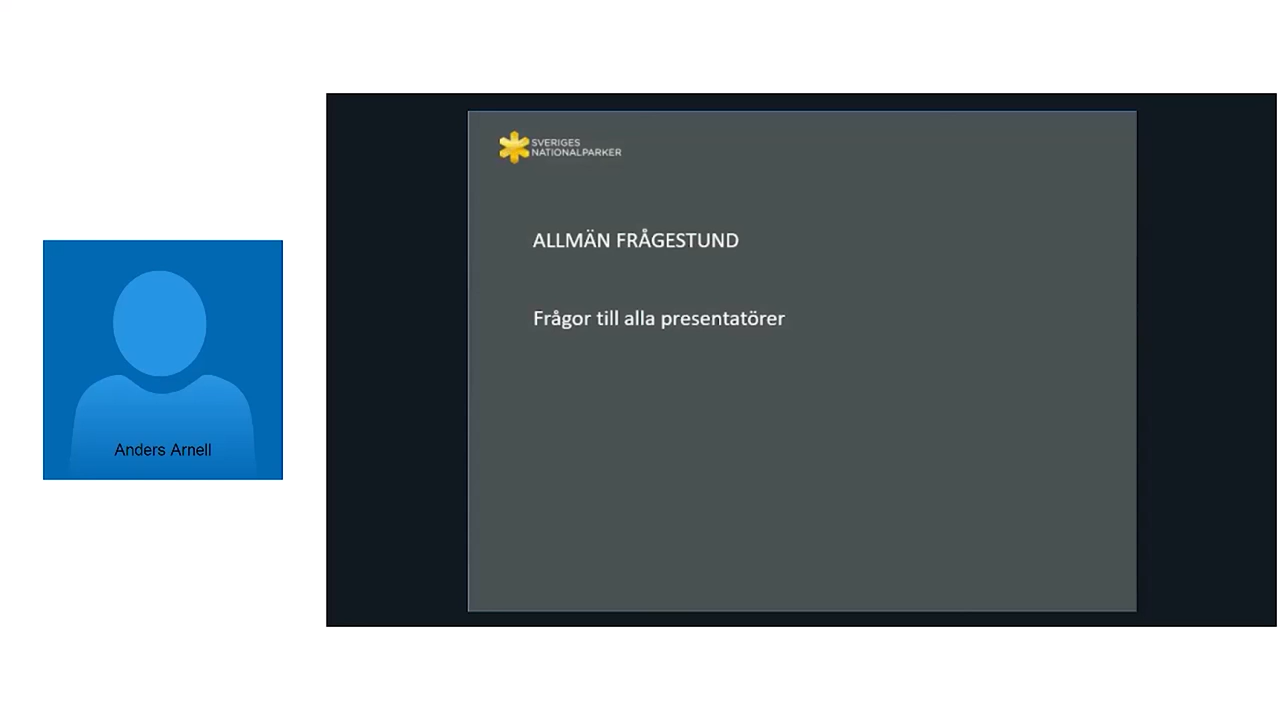 SVERIGES
NATIONALPARKER
ALLMÄN FRÅGESTUND
Frågor till alla presentatörer
Anders Arnell